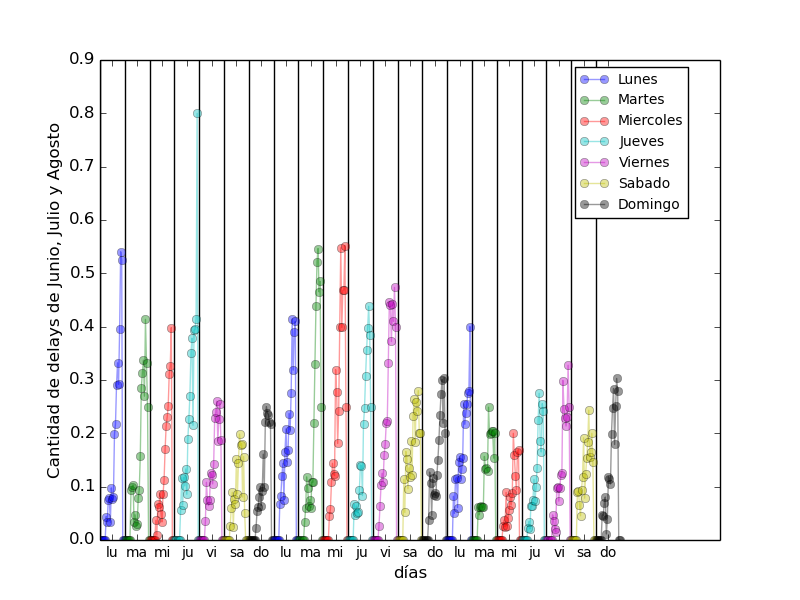 0.9
0.8
0.7
0.6
0.5
0.4
0.3
0.2
0.1
0.0
Cantidad de delays de Junio, Julio y Agosto
Lunes
Martes
Miercoles
Jueves
Viernes
Sabado
Domingo
lu ma mi ju vi sa do lu ma mi ju vi sa do lu ma mi ju vi sa do
días